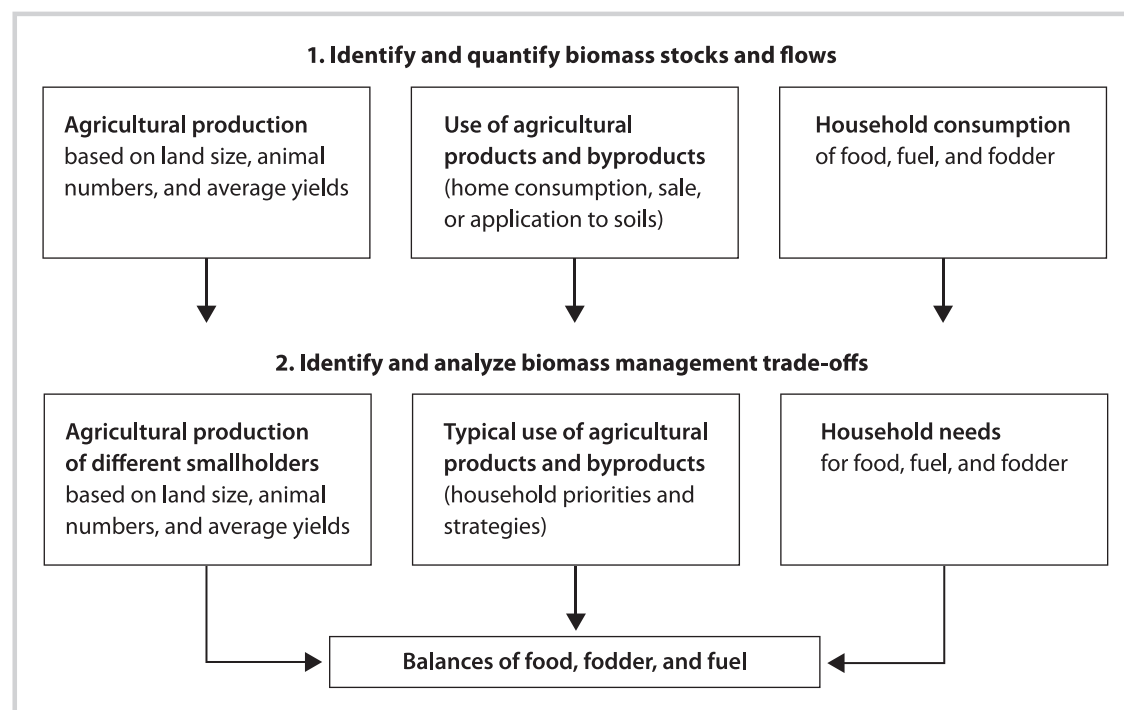 1. Identify and quantify biomass stocks and flows
Agricultural production
based on land size, animal
numbers, and average yields
Use of agricultural
products and byproducts
(home consumption, sale,
or application to soils)
Household consumption
of food, fuel, and fodder
2. Identify and analyze biomass management trade-offs
Agricultural production
of different smallholders
based on land size, animal
numbers, and average yields
Typical use of agricultural
products and byproducts
(household priorities and
strategies)
Household needs
for food, fuel, and fodder
Balances of food, fodder, and fuel